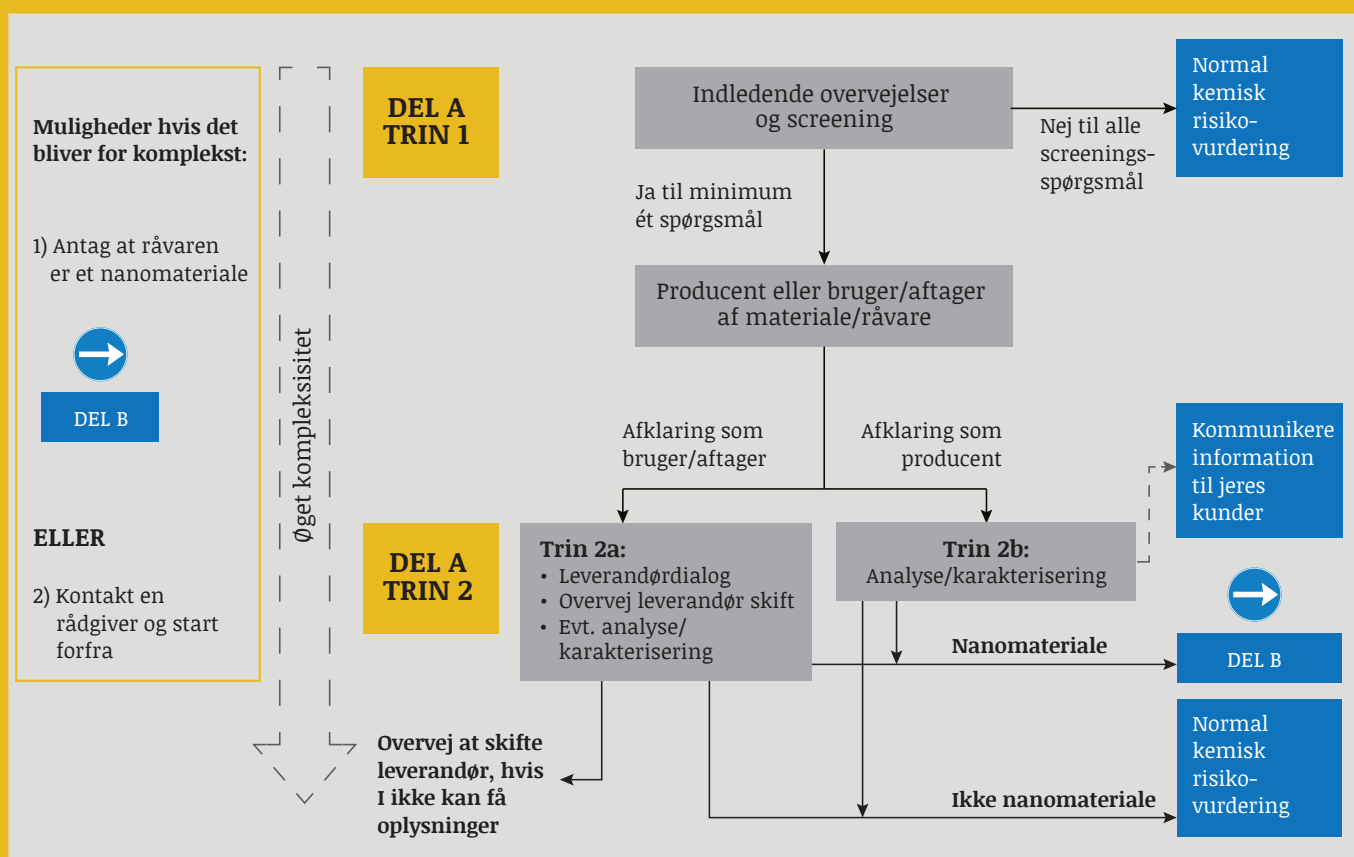 Muligheder hvis det
bliver for komplekst:
1) Antag at råvaren
er et nanomateriale
DEL B
ELLER
2) Kontakt en
rådgiver og start
forfra
Øget kompleksisitet
DEL A
TRIN 1
Indledende overvejelser
og screening
Nej til alle
screenings-
spørgsmål
Normal
kemisk
risiko-
vurdering
Ja til minimum
ét spørgsmål
Producent eller bruger/aftager
af materiale/råvare
Afklaring som
bruger/aftager
Afklaring som
producent
Kommunikere
information
til jeres
kunder
DEL A
TRIN 2
Trin 2a:
• Leverandørdialog
• Overvej leverandør skift
• Evt. analyse/
karakterisering
Trin 2b:
Analyse/karakterisering
Nanomateriale
DEL B
Overvej at skifte
leverandør, hvis
I ikke kan få
oplysninger
Ikke nanomateriale
Normal
kemisk
risiko-
vurdering